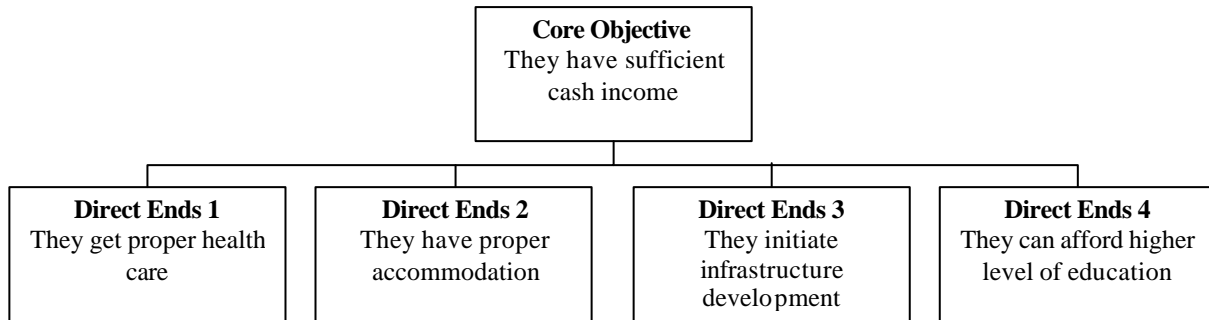 Core Objective
They have sufficient
cash income
Direct Ends 1
They get proper health
care
Direct Ends 2
They have proper
accommodation
Direct Ends 3
They initiate
infrastructure
development
Direct Ends 4
They can afford higher
level of education